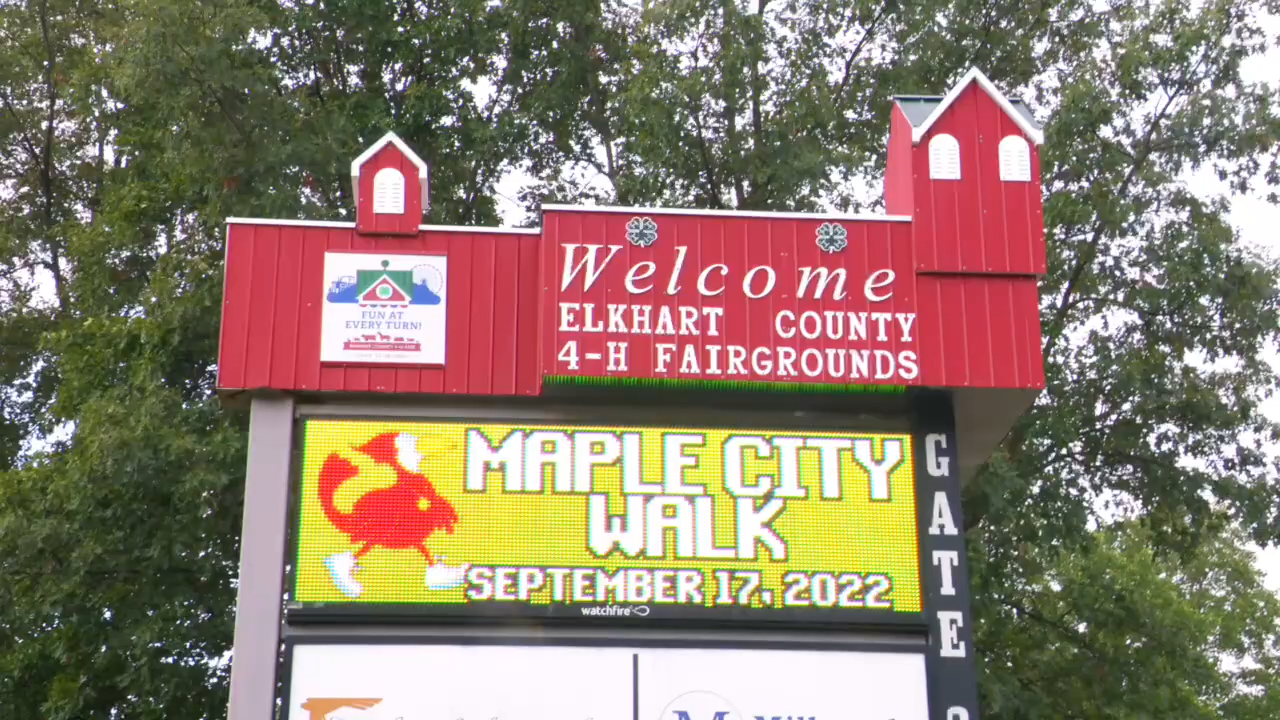 Welcome
ELKHART COUNTY
4-H FAIRGROUNDS
FUN AT
EVERY TURN!
MAPLE CITY
WALK
SEPTEMBER 17, 2022
watchfire
GATE
M